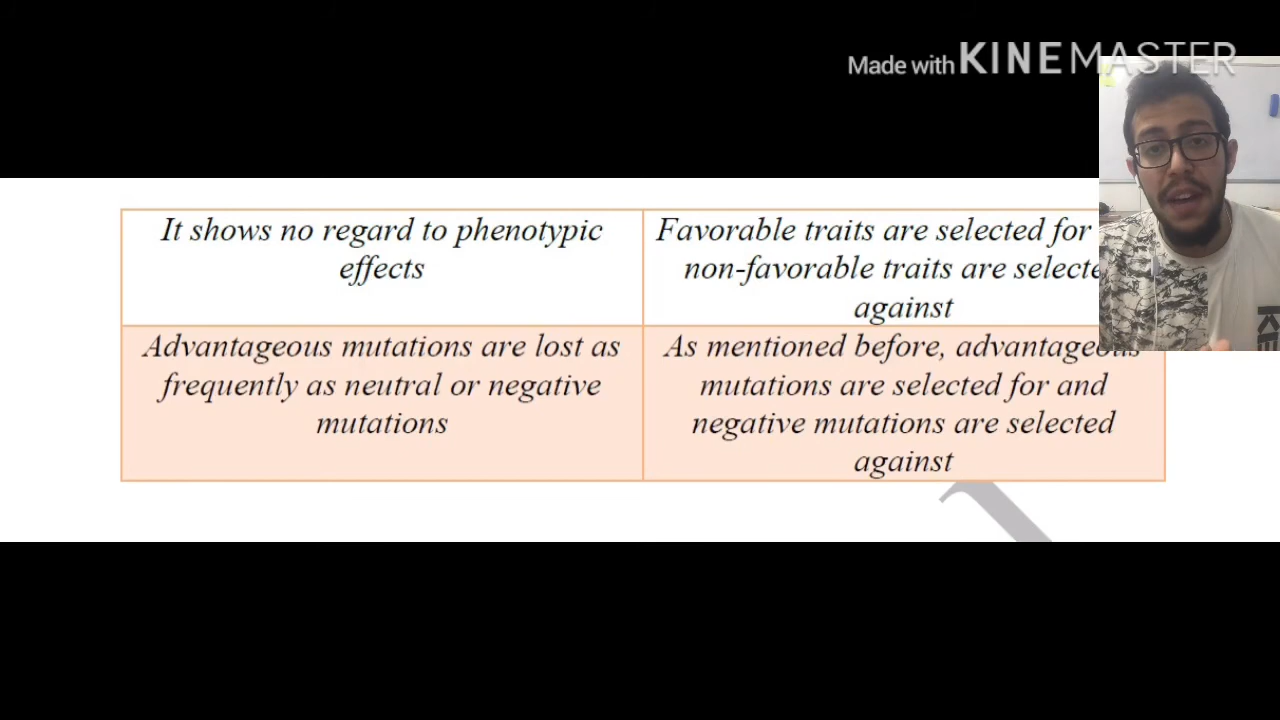 Made with KINEMASTER
It shows no regard to phenotypic
effects
Favorable traits are selected for
non-favorable traits are
against
Advantageous mutations are lost as
frequently as neutral or negative
mutations
As mentioned before, advantageous
mutations are selected for and
negative mutations are selected
against